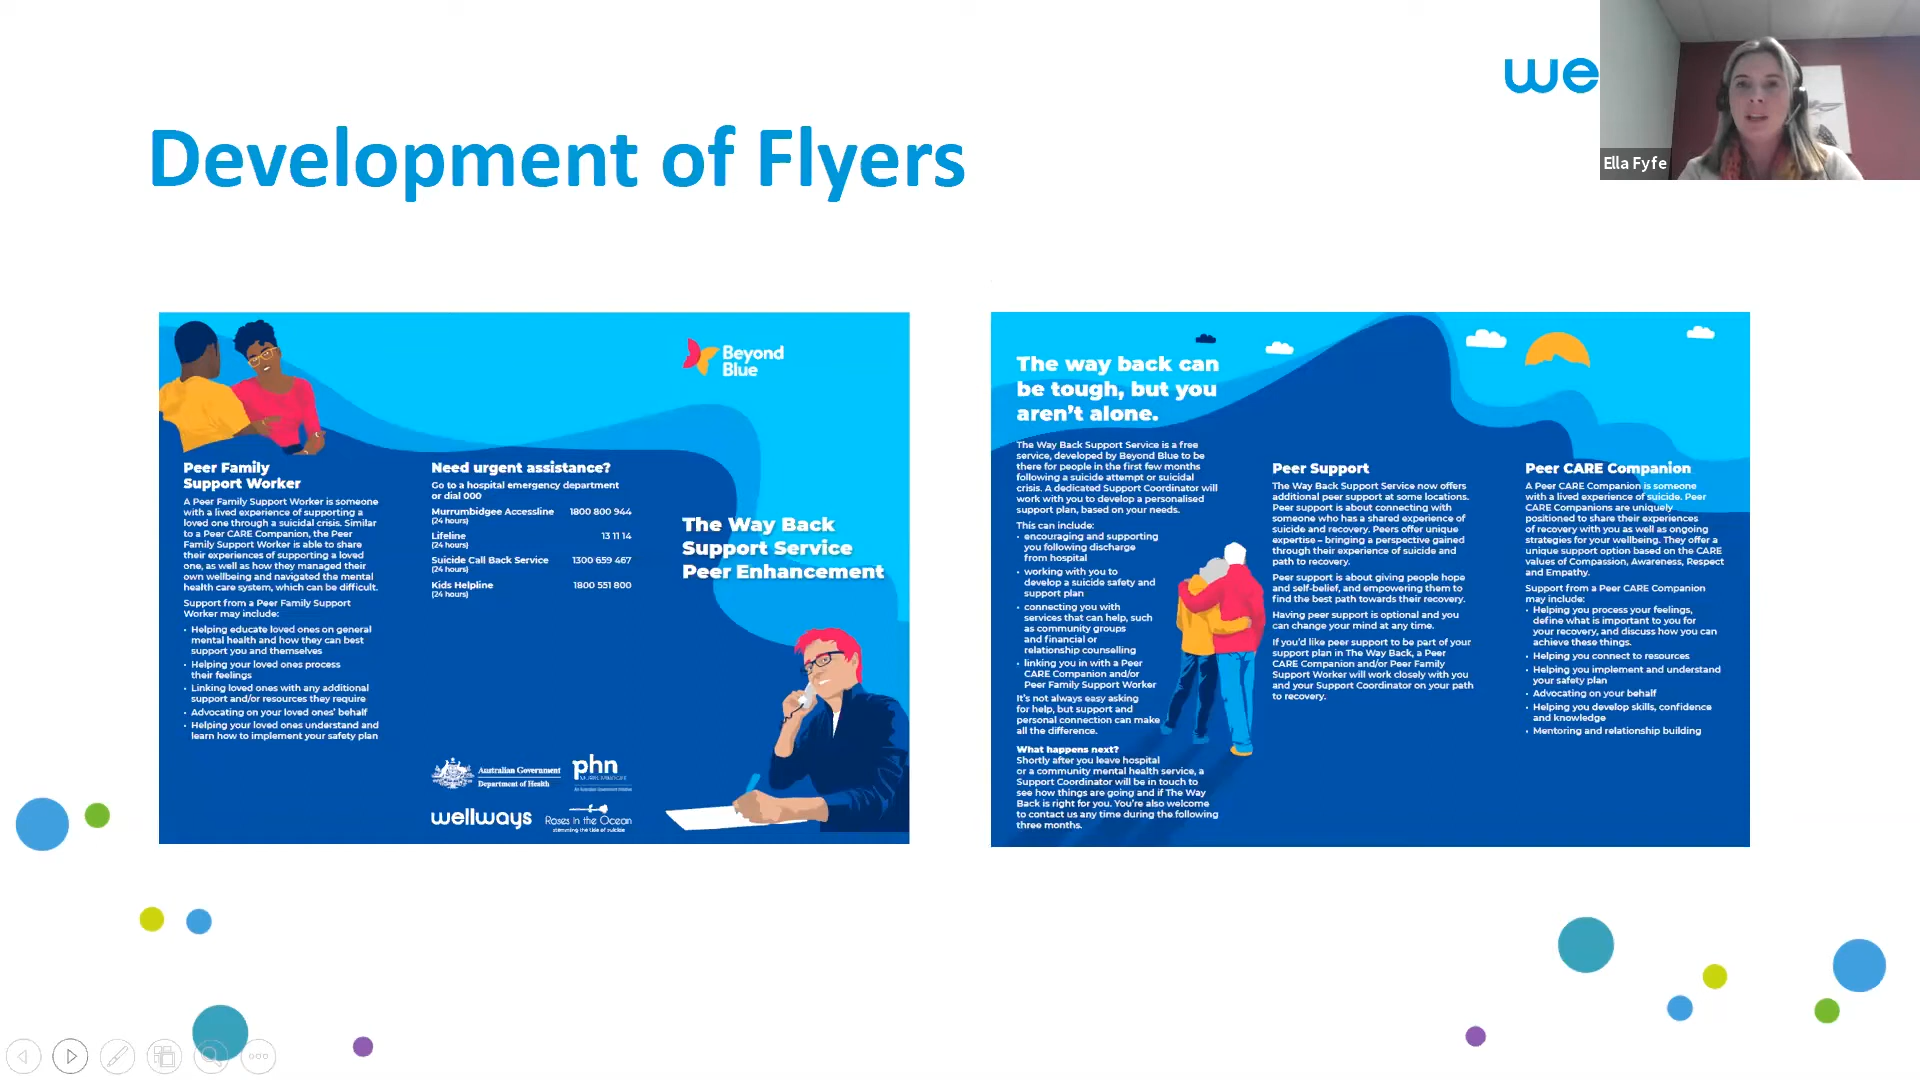 we
Ella Fyfe
Development of Flyers
Peer Family
Support Worker
A Peer Family Support Worker is someone
with a lived experience of supporting a
loved one through a suicidal crisis. Similar
to a Peer CARE Companion, the Peer
Family Support Worker is able to share
their experiences of supporting a loved
one, as well as how they managed their
own wellbeing and navigated the mental
health care system, which can be difficult.
Support from a Peer Family Support
Worker may include:
• Helping educate loved ones on general
mental health and how they can best
support you and themselves
• Helping your loved ones process
their feelings
• Linking loved ones with any additional
support and/or resources they require
• Advocating on your loved ones' behalf
• Helping your loved ones understand and
learn how to implement your safety plan
Need urgent assistance?
Go to a hospital emergency department
or dial 000
Murrumbidgee Accessline 1800 800 944
(24 hours)
Lifeline 13 11 14
(24 hours)
Suicide Call Back Service 1300 659 467
(24 hours)
Kids Helpline 1800 551 800
(24 hours)
Australian Government
Department of Health
phn
An Australian Government Initiative
wellways
Roses in the Ocean
stemming the tide of suicide
Beyond
Blue
The Way Back
Support Service
Peer Enhancement
The way back can
be tough, but you
aren't alone.
The Way Back Support Service is a free
service, developed by Beyond Blue to be
there for people in the first few months
following a suicide attempt or suicidal
crisis. A dedicated Support Coordinator will
work with you to develop a personalised
support plan, based on your needs.
This can include:
• encouraging and supporting
you following discharge
from hospital
• working with you to
develop a suicide safety and
support plan
• connecting you with
services that can help, such
as community groups
and financial or
relationship counselling
• linking you in with a Peer
CARE Companion and/or
Peer Family Support Worker
It's not always easy asking
for help, but support and
personal connection can make
all the difference.
What happens next?
Shortly after you leave hospital
or a community mental health service, a
Support Coordinator will be in touch to
see how things are going and if The Way
Back is right for you. You're also welcome
to contact us any time during the following
three months.
Peer Support
The Way Back Support Service now offers
additional peer support at some locations.
Peer support is about connecting with
someone who has a shared experience of
suicide and recovery. Peers offer unique
expertise – bringing a perspective gained
through their experience of suicide and
path to recovery.
Peer support is about giving people hope
and self-belief, and empowering them to
find the best path towards their recovery.
Having peer support is optional and you
can change your mind at any time.
If you'd like peer support to be part of your
support plan in The Way Back, a Peer
CARE Companion and/or Peer Family
Support Worker will work closely with you
and your Support Coordinator on your path
to recovery.
Peer CARE Companion
A Peer CARE Companion is someone
with a lived experience of suicide. Peer
CARE Companions are uniquely
positioned to share their experiences
of recovery with you as well as ongoing
strategies for your wellbeing. They offer a
unique support option based on the CARE
values of Compassion, Awareness, Respect
and Empathy.
Support from a Peer CARE Companion
may include:
• Helping you process your feelings,
define what is important to you for
your recovery, and discuss how you can
achieve these things.
• Helping you connect to resources
• Helping you implement and understand
your safety plan
• Advocating on your behalf
• Helping you develop skills, confidence
and knowledge
• Mentoring and relationship building